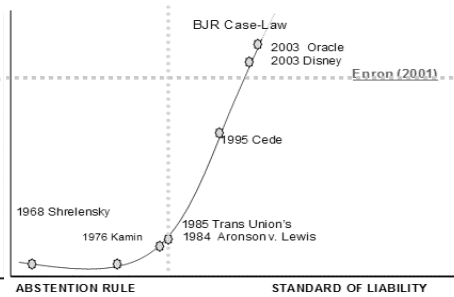 BJR Case-Law
2003 Oracle
2003 Disney
Enron (2001)
1995 Cede
1968 Shrelensky
1985 Trans Union's
1976 Kamin
1984 Aronson v. Lewis
ABSTENTION RULE
STANDARD OF LIABILITY